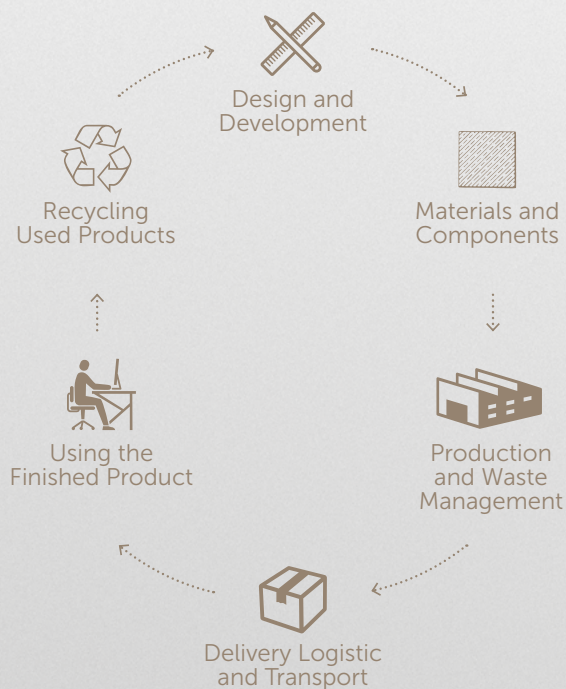 Design and
Development
Materials and
Components
Production
and Waste
Management
Delivery Logistic
and Transport
Using the
Finished Product
Recycling
Used Products